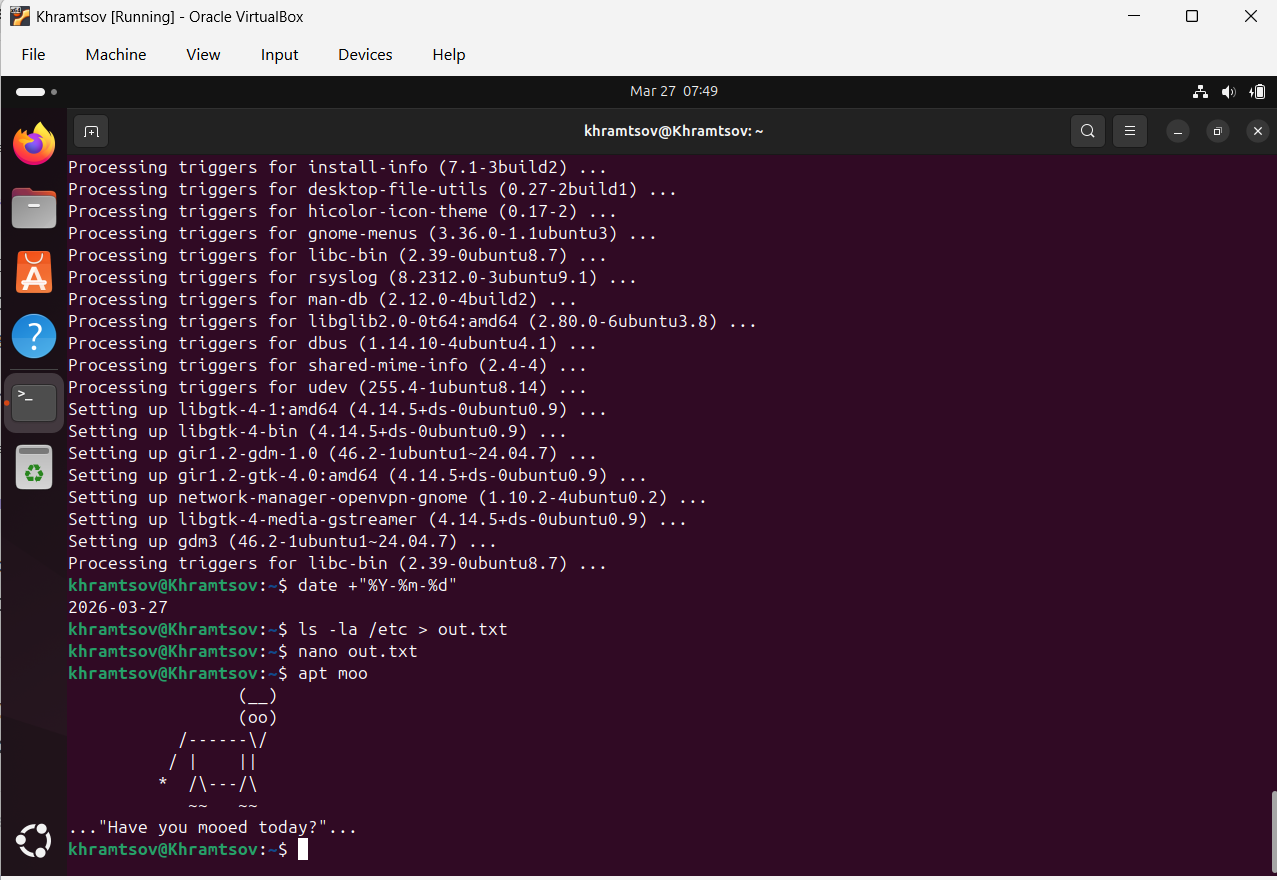 Khramtsov [Running] - Oracle VirtualBox
File Machine View Input Devices Help
Mar 27 07:49
khramtsov@Khramtsov: ~
Processing triggers for install-info (7.1-3build2) ...
Processing triggers for desktop-file-utils (0.27-2build1) ...
Processing triggers for hicolor-icon-theme (0.17-2) ...
Processing triggers for gnome-menus (3.36.0-1.1ubuntu3) ...
Processing triggers for libc-bin (2.39-0ubuntu8.7) ...
Processing triggers for rsyslog (8.2312.0-3ubuntu9.1) ...
Processing triggers for man-db (2.12.0-4build2) ...
Processing triggers for libglib2.0-0t64:amd64 (2.80.0-6ubuntu3.8) ...
Processing triggers for dbus (1.14.10-4ubuntu4.1) ...
Processing triggers for shared-mime-info (2.4-4) ...
Processing triggers for udev (255.4-1ubuntu8.14) ...
Setting up libgtk-4-1:amd64 (4.14.5+ds-0ubuntu0.9) ...
Setting up libgtk-4-bin (4.14.5+ds-0ubuntu0.9) ...
Setting up gir1.2-gdm-1.0 (46.2-1ubuntu1~24.04.7) ...
Setting up gir1.2-gtk-4.0:amd64 (4.14.5+ds-0ubuntu0.9) ...
Setting up network-manager-openvpn-gnome (1.10.2-4ubuntu0.2) ...
Setting up libgtk-4-media-gstreamer (4.14.5+ds-0ubuntu0.9) ...
Setting up gdm3 (46.2-1ubuntu1~24.04.7) ...
Processing triggers for libc-bin (2.39-0ubuntu8.7) ...
khramtsov@Khramtsov:~$ date +"%Y-%m-%d"
2026-03-27
khramtsov@Khramtsov:~$ ls -la /etc > out.txt
khramtsov@Khramtsov:~$ nano out.txt
khramtsov@Khramtsov:~$ apt moo
                 (__)
                 (oo)
           /------\/
          / |    ||
         *  /\---/\
            ~~   ~~
..."Have you mooed today?"...
khramtsov@Khramtsov:~$